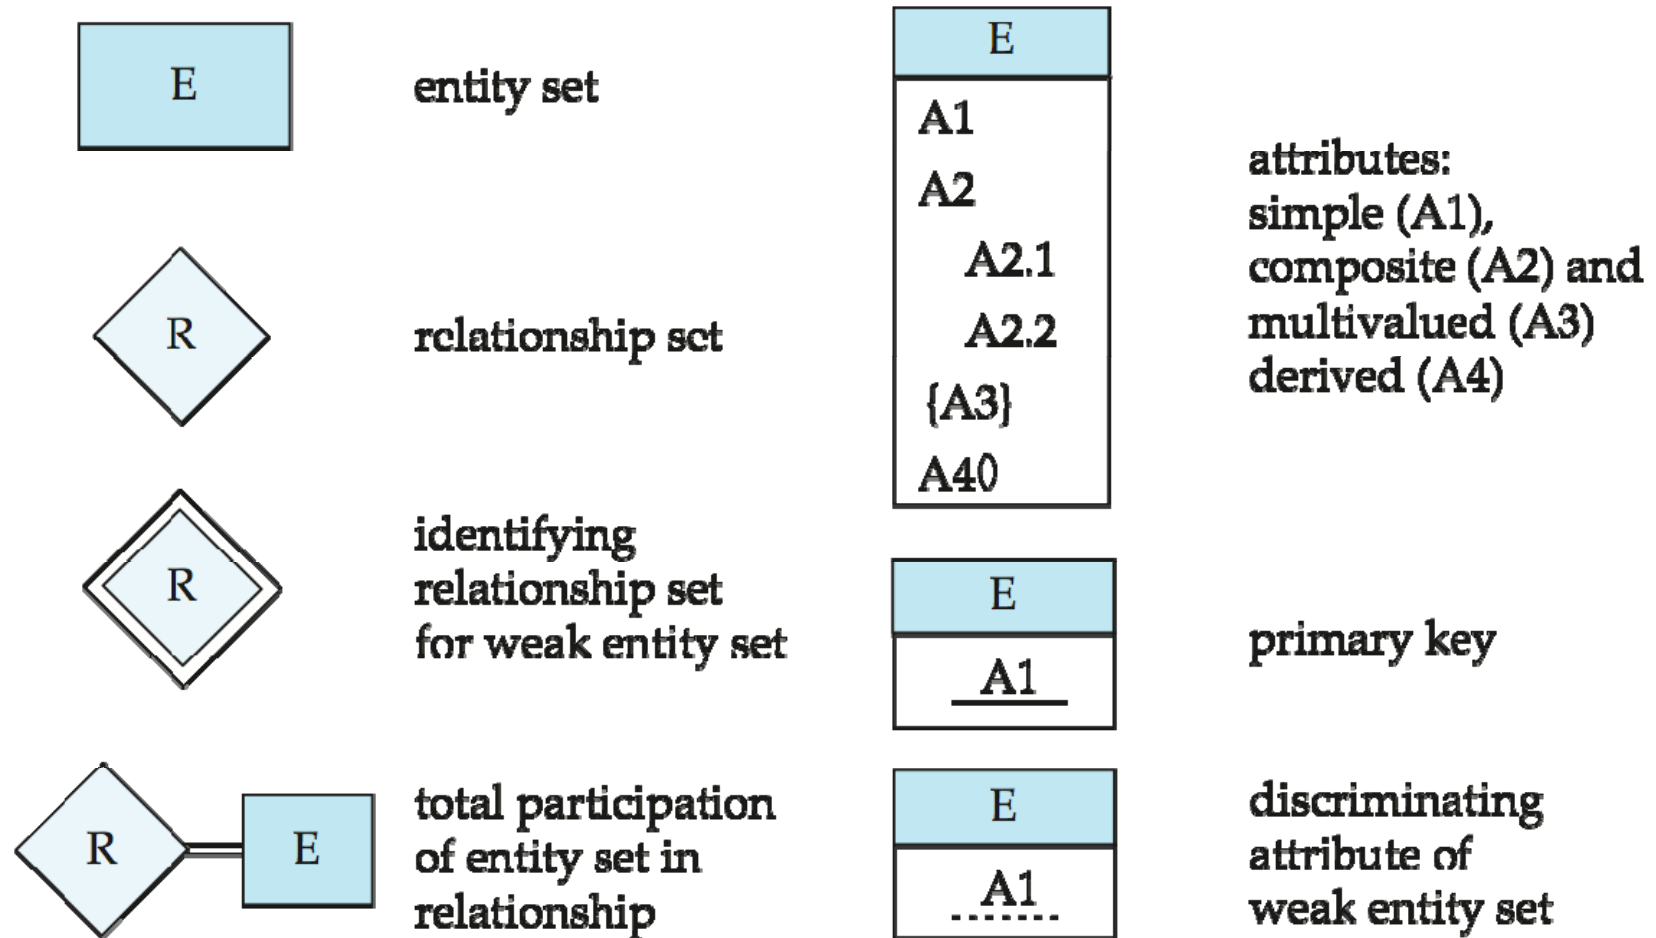 E
entity set
R
relationship set
R
identifying
relationship set
for weak entity set
R
E
total participation
of entity set in
relationship
E
A1
A2
A2.1
A2.2
{A3}
A4()
attributes:
simple (A1),
composite (A2) and
multivalued (A3)
derived (A4)
E
A1
primary key
E
A1
discriminating
attribute of
weak entity set